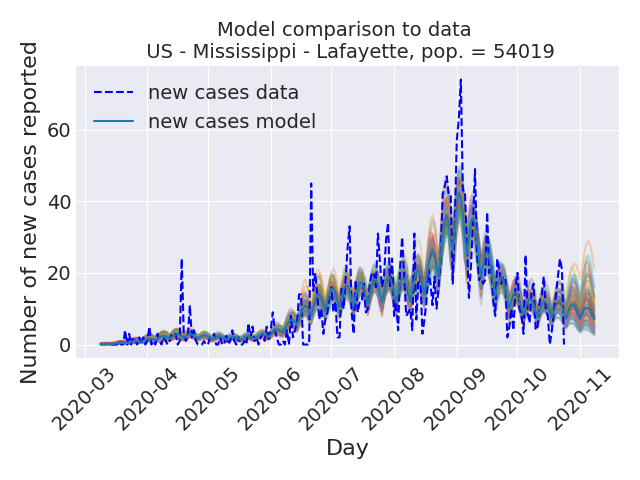 Model comparison to data
US - Mississippi - Lafayette, pop. = 54019
Number of new cases reported
60
40
20
0
new cases data
new cases model
2020-03
2020-04
2020-05
2020-06
2020-07
2020-08
2020-09
2020-10
2020-11
Day